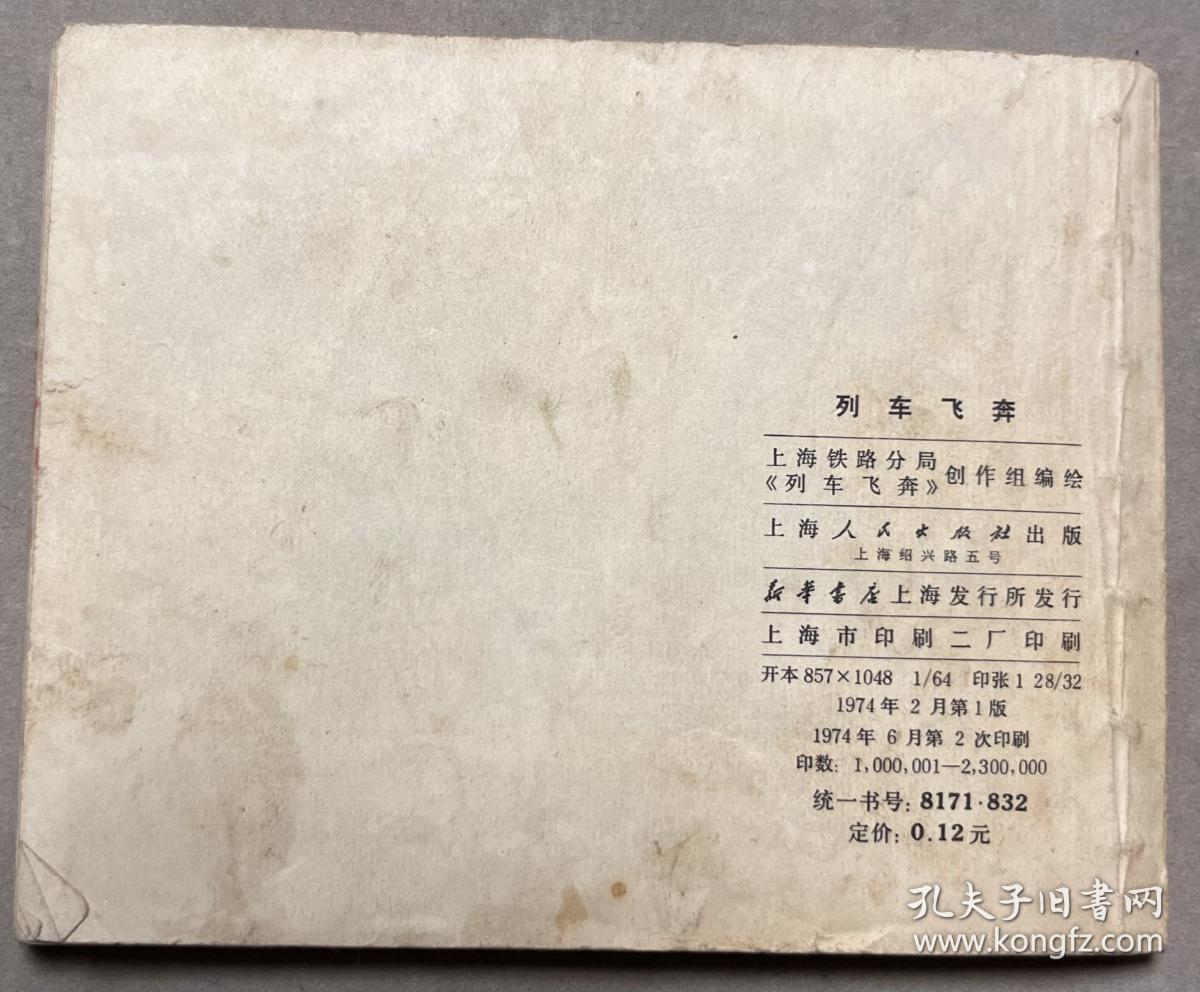 列车飞奔
上海铁路分局
《列车飞奔》创作组编绘
上海人民出版社出版
上海绍兴路五号
新华书店上海发行所发行
上海市印刷二厂印刷
开本 857×1048 1/64 印张 1 28/32
1974年 2 月第 1 版
1974年 6 月第 2 次印刷
印数: 1,000,001—2,300,000
统一书号: 8171·832
定价: 0.12元
孔夫子旧书网
www.kongfz.com